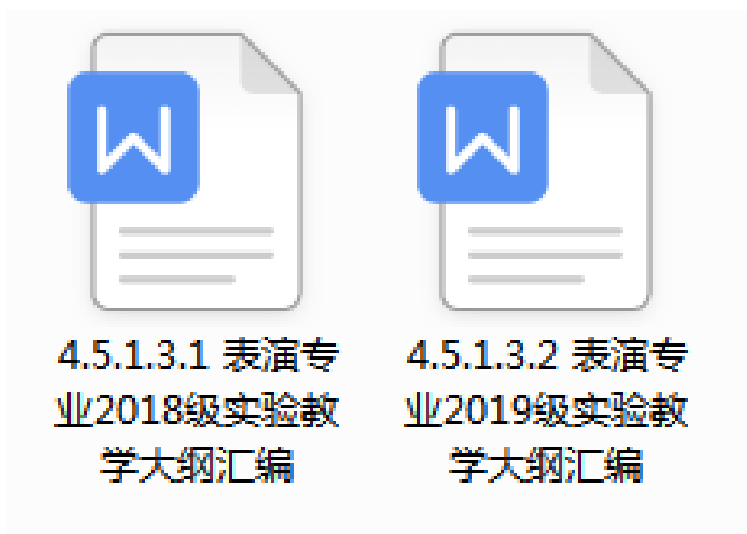 W
W
4.5.1.3.1 表演专
业2018级实验教
学大纲汇编
4.5.1.3.2 表演专
业2019级实验教
学大纲汇编